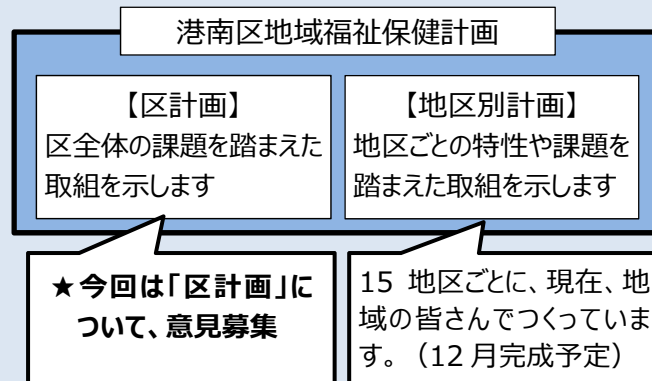 港南区地域福祉保健計画
【区計画】
区全体の課題を踏まえた
取組を示します
【地区別計画】
地区ごとの特性や課題を
踏まえた取組を示します
★今回は「区計画」に
ついて、意見募集
15 地区ごとに、現在、地
域の皆さんでつくっていま
す。（12 月完成予定）